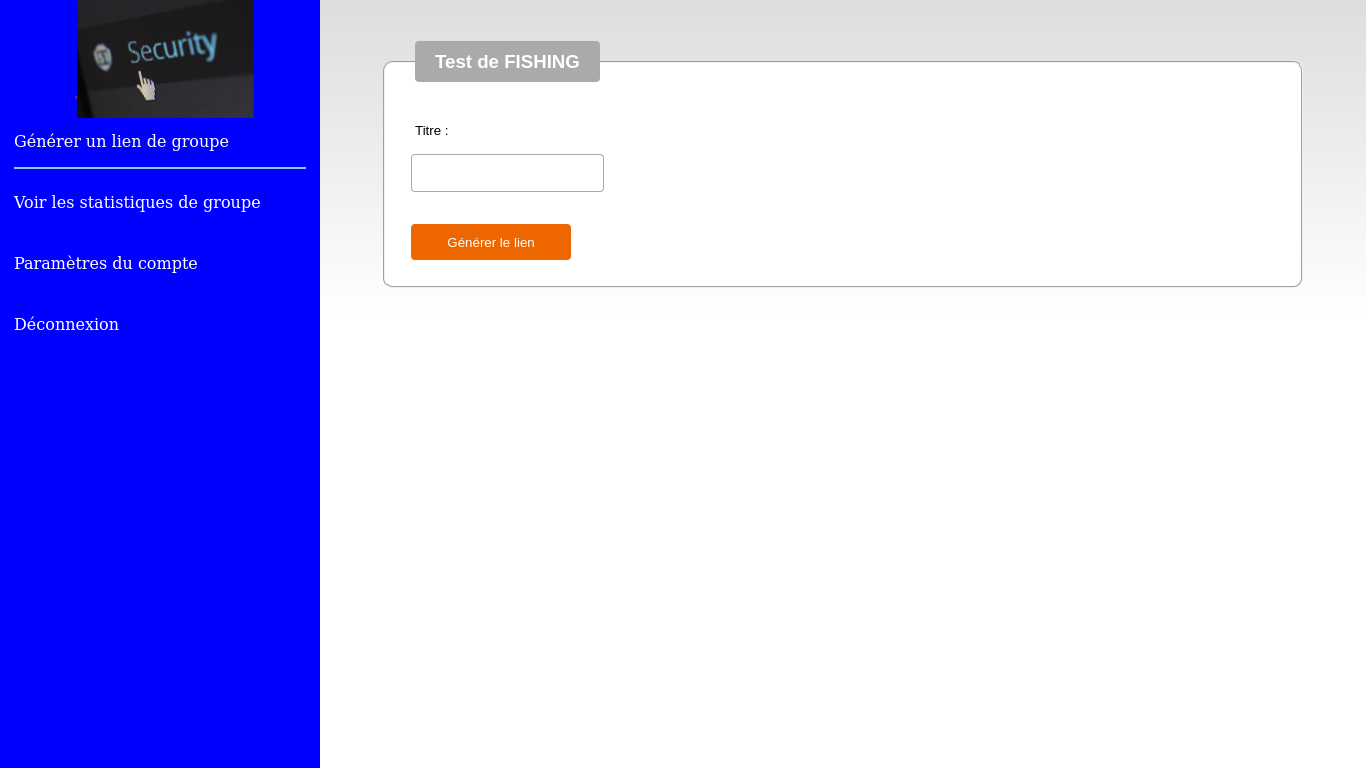 Security
Générer un lien de groupe
Voir les statistiques de groupe
Paramètres du compte
Déconnexion
Test de FISHING
Titre :
Générer le lien